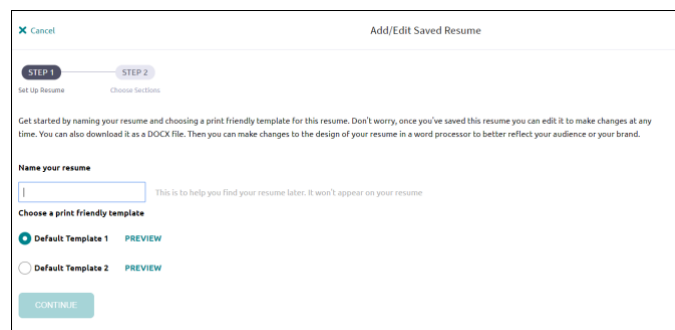 ✕ Cancel
Add/Edit Saved Resume
STEP 1
STEP 2
Set Up Resume
Choose Sections
Get started by naming your resume and choosing a print friendly template for this resume. Don't worry, once you've saved this resume you can edit it to make changes at any
time. You can also download it as a DOCX file. Then you can make changes to the design of your resume in a word processor to better reflect your audience or your brand.
Name your resume
This is to help you find your resume later. It won't appear on your resume
Choose a print friendly template
Default Template 1 PREVIEW
Default Template 2 PREVIEW
CONTINUE